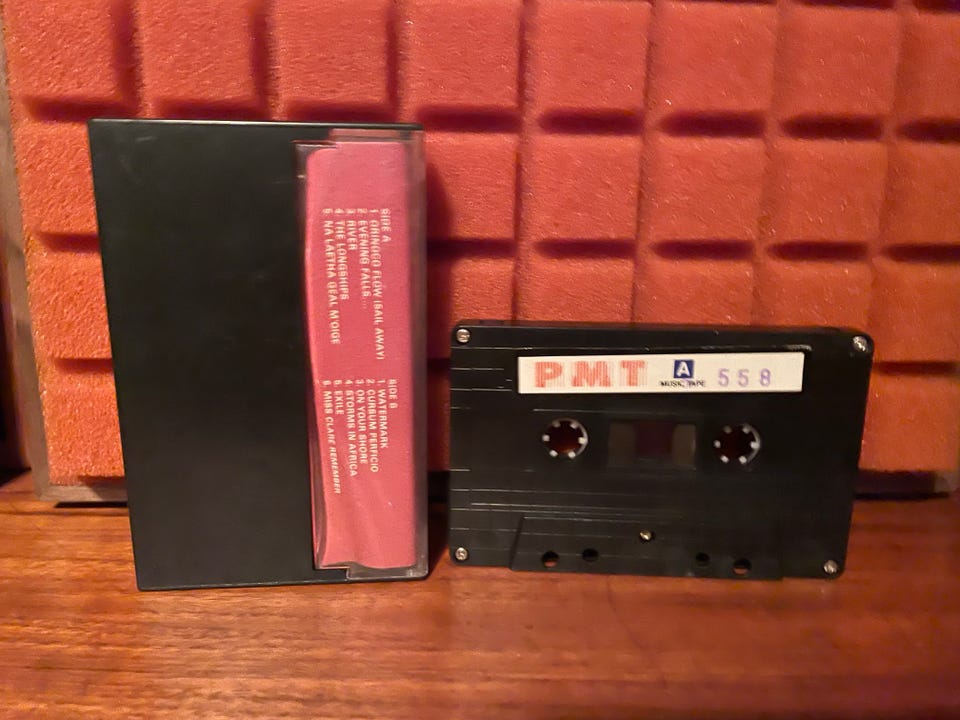 SIDE A
1. ORINOCO FLOW (SAIL AWAY)
2. EVENING FALLS...
3. RIVER
4. THE LONGSHIPS
5. NA LAETHA GEAL M'OIGE
SIDE B
1. WATERMARK
2. CURSUM PERFICIO
3. ON YOUR SHORE
4. STORMS IN AFRICA
5. EXILE
6. MISS CLARE REMEMBER
PMT A 558
MUSIC TAPE